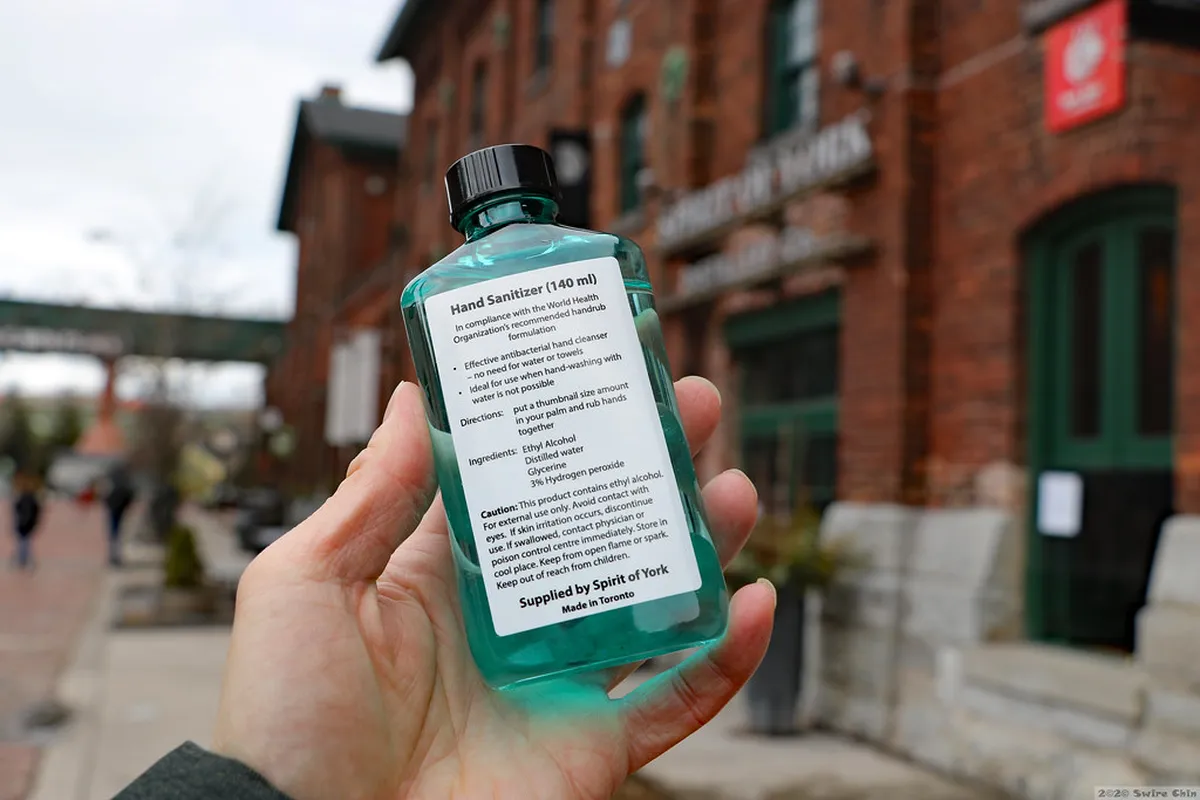 SPIRIT OF YORK
Hand Sanitizer (140 ml)
In compliance with the World Health
Organization's recommended handrub
formulation
• Effective antibacterial hand cleanser
– no need for water or towels
• Ideal for use when hand-washing with
water is not possible
Directions: put a thumbnail size amount
in your palm and rub hands
together
Ingredients: Ethyl Alcohol
Distilled water
Glycerine
3% Hydrogen peroxide
Caution: This product contains ethyl alcohol.
For external use only. Avoid contact with
eyes. If skin irritation occurs, discontinue
use. If swallowed, contact physician or
poison control centre immediately. Store in
cool place. Keep from open flame or spark.
Keep out of reach from children.
Supplied by Spirit of York
Made in Toronto
2020 Swire Chin